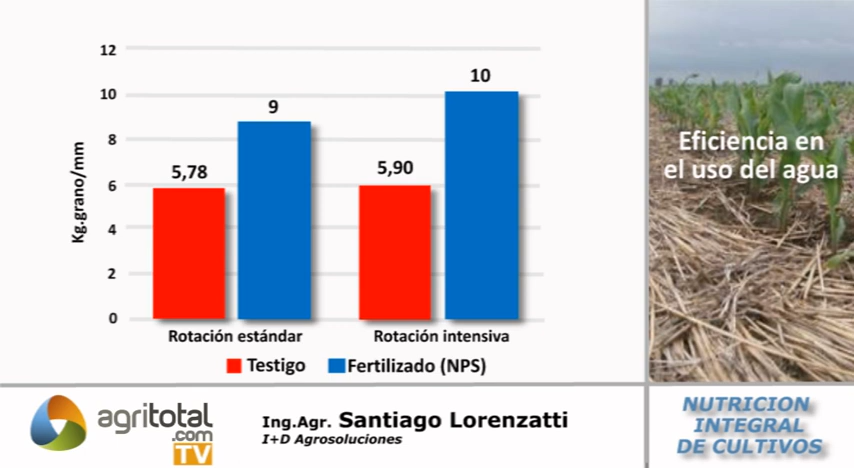 12
10
8
6
4
2
0
Kg.grano/mm
5,78
9
5,90
10
Rotación estándar
Rotación intensiva
Testigo
Fertilizado (NPS)
Eficiencia en
el uso del agua
agritotal
.com
TV
Ing.Agr. Santiago Lorenzatti
I+D Agrosoluciones
NUTRICION
INTEGRAL
DE CULTIVOS